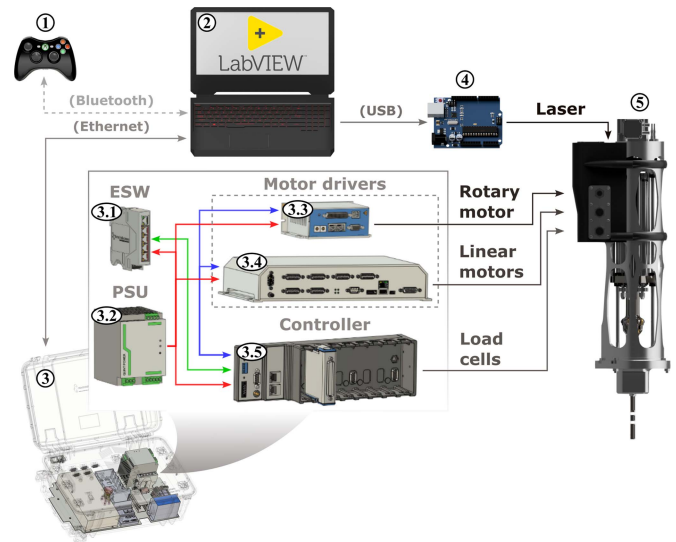 1
2
LabVIEW
4
5
(Bluetooth)
(Ethernet)
(USB)
Laser
ESW
Motor drivers
3.1
3.3
Rotary
motor
3.4
Linear
motors
PSU
3.2
Controller
3.5
Load
cells
3